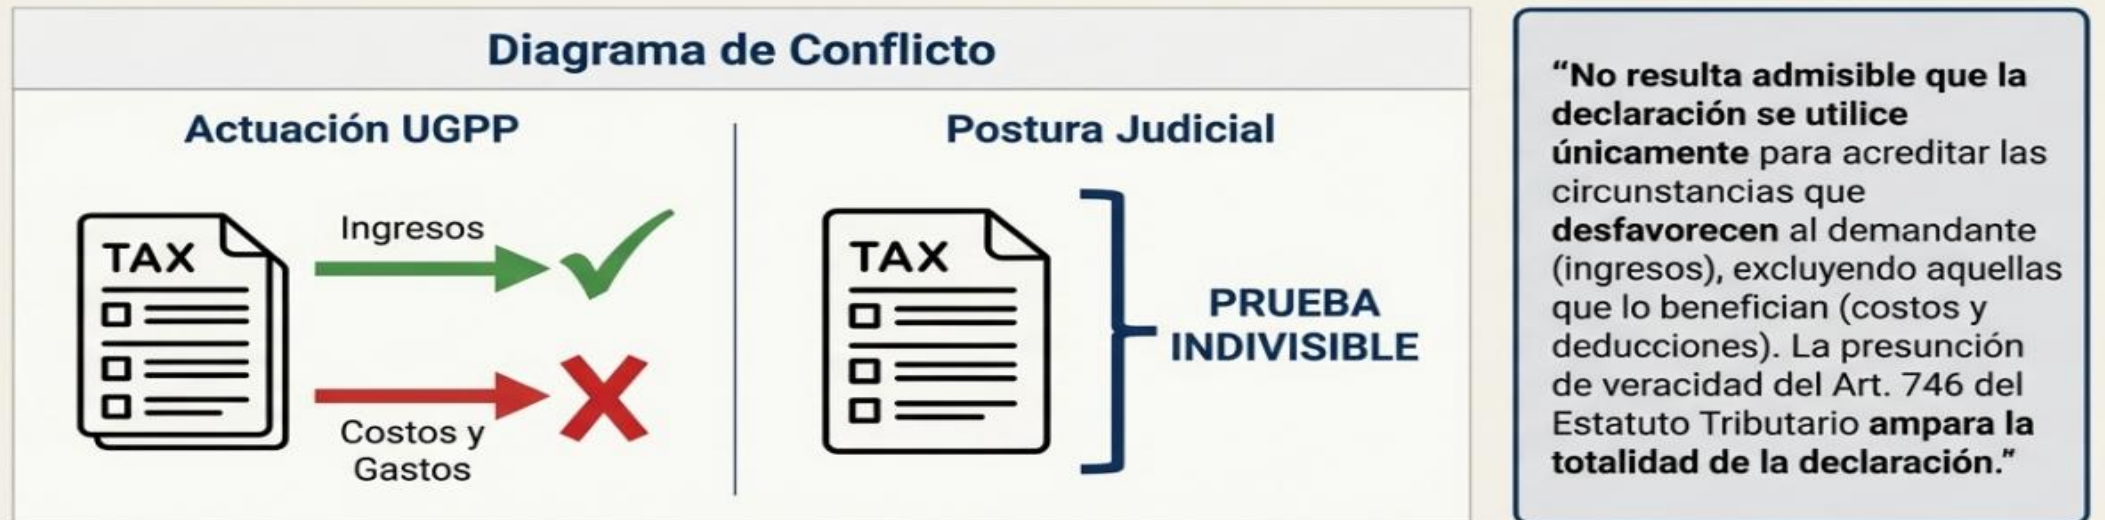 Diagrama de Conflicto
Actuación UGPP
TAX
Ingresos
Costos y
Gastos
Postura Judicial
TAX
PRUEBA
INDIVISIBLE
“No resulta admisible que la
declaración se utilice
únicamente para acreditar las
circunstancias que
desfavorecen al demandante
(ingresos), excluyendo aquellas
que lo benefician (costos y
deducciones). La presunción
de veracidad del Art. 746 del
Estatuto Tributario ampara la
totalidad de la declaración.”